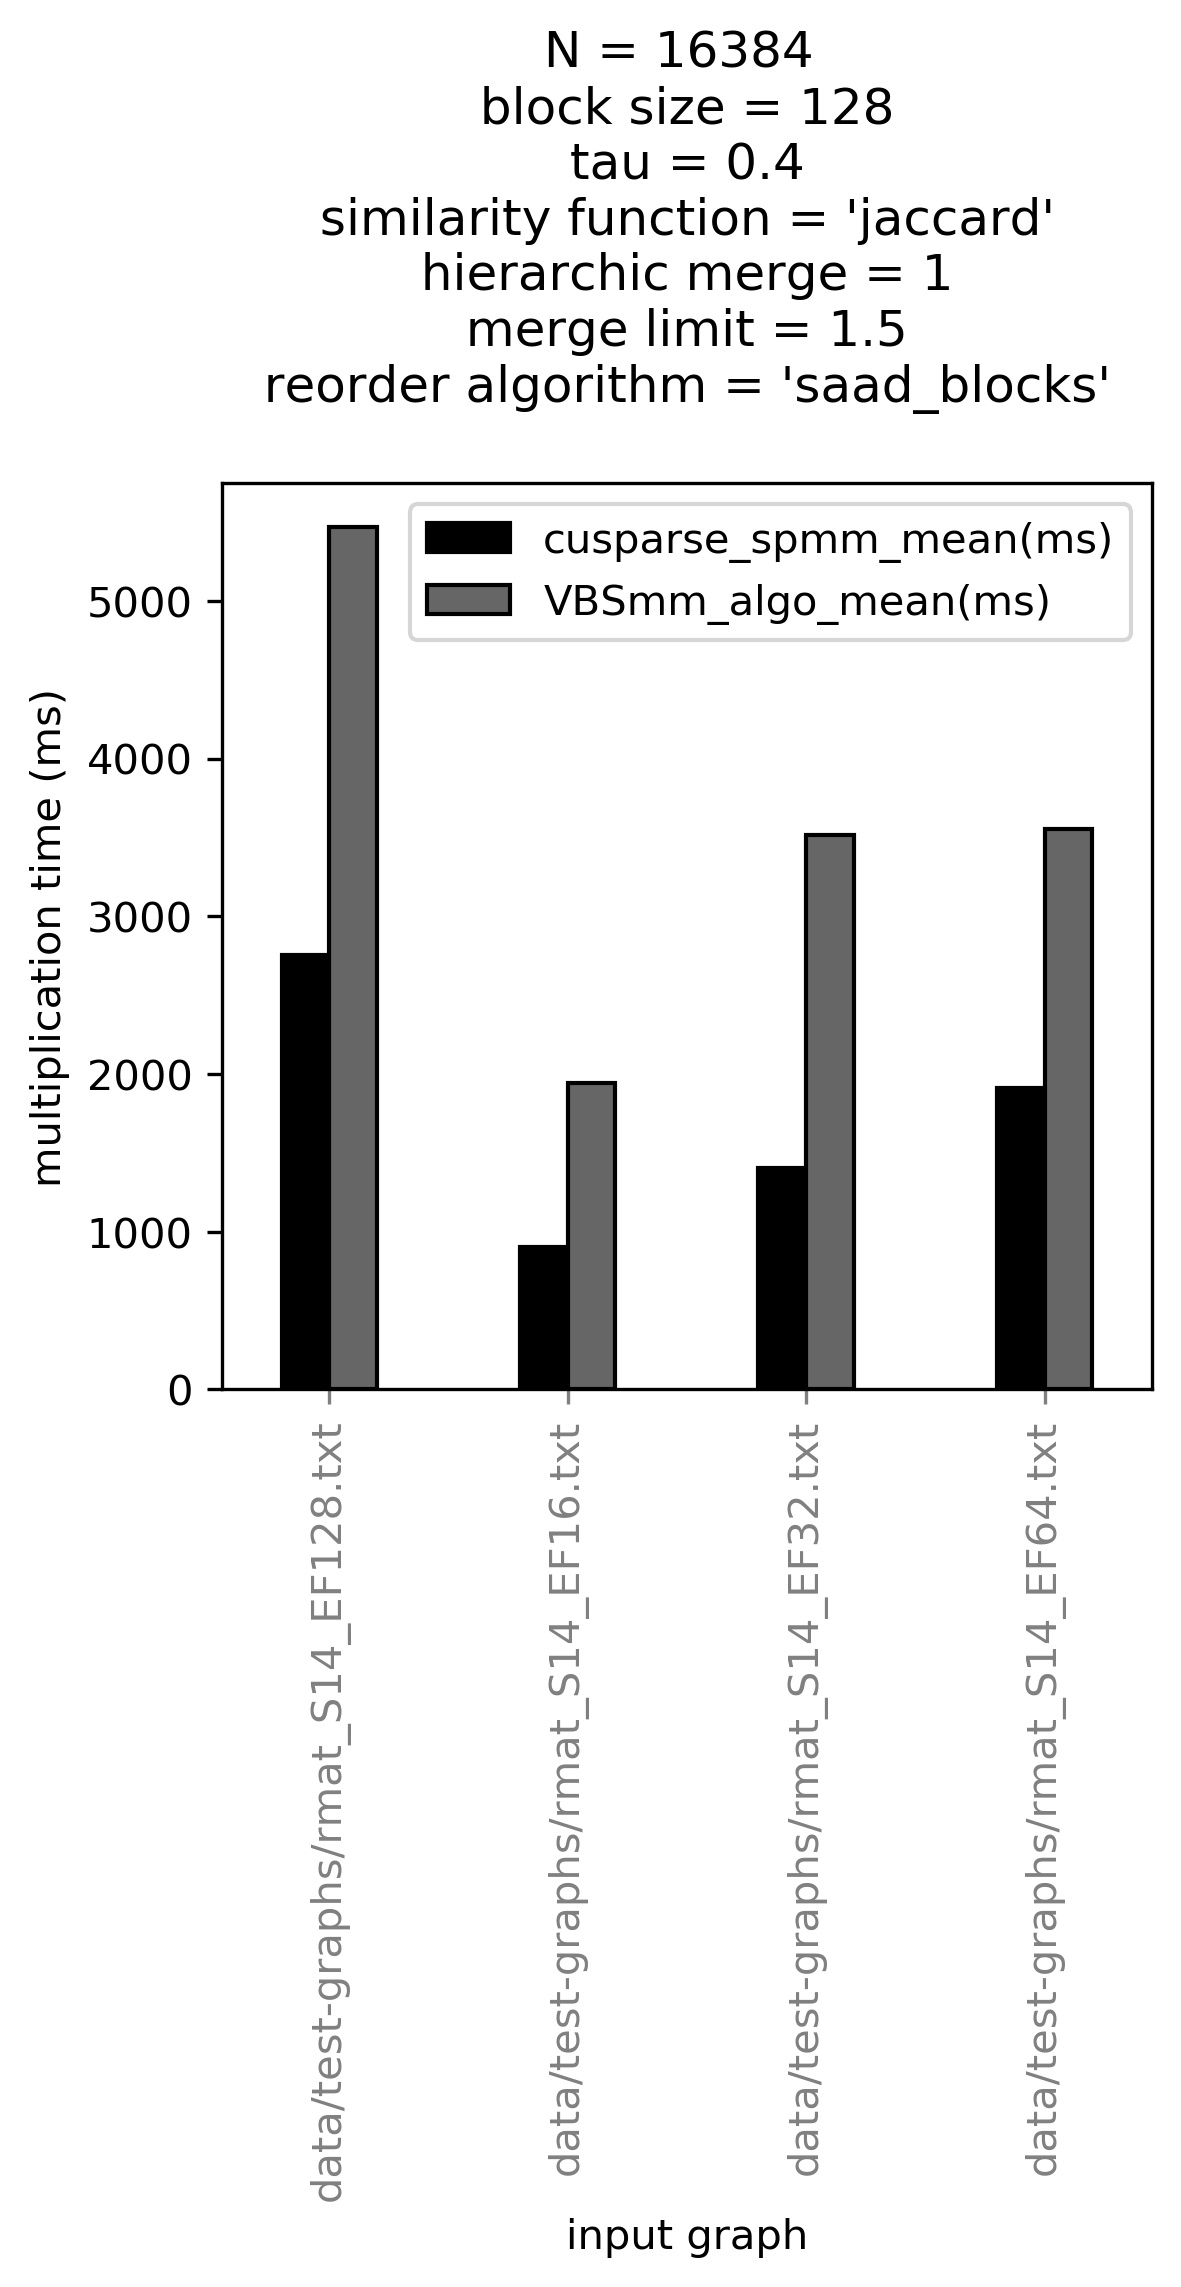 N = 16384
block size = 128
tau = 0.4
similarity function = 'jaccard'
hierarchic merge = 1
merge limit = 1.5
reorder algorithm = 'saad_blocks'
cusparse_spmm_mean(ms)
VBSmm_algo_mean(ms)
multiplication time (ms)
5000
4000
3000
2000
1000
0
data/test-graphs/rmat_S14_EF128.txt
data/test-graphs/rmat_S14_EF16.txt
data/test-graphs/rmat_S14_EF32.txt
data/test-graphs/rmat_S14_EF64.txt
input graph